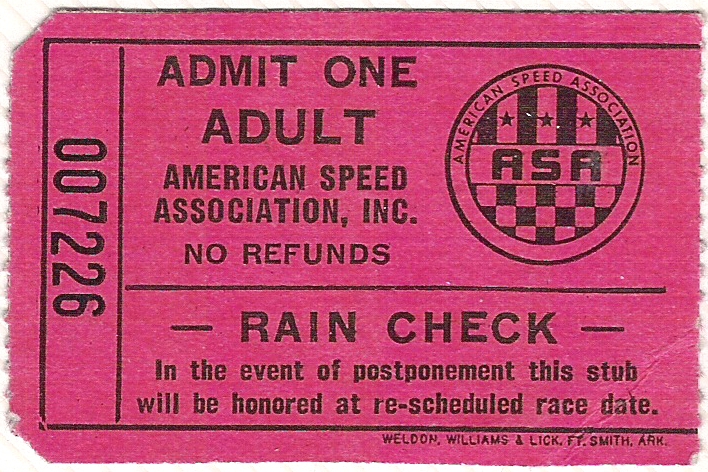 007226
ADMIT ONE
ADULT
AMERICAN SPEED
ASSOCIATION, INC.
NO REFUNDS
AMERICAN SPEED ASSOCIATION
ASA
— RAIN CHECK —
In the event of postponement this stub
will be honored at re-scheduled race date.
WELDON, WILLIAMS & LICK, FT. SMITH, ARK.